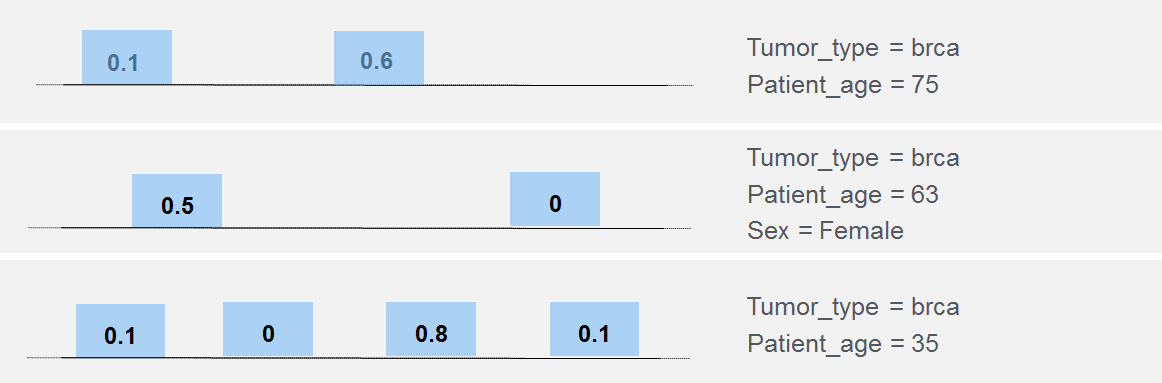 0.1 0.6
Tumor_type = brca
Patient_age = 75
0.5 0
Tumor_type = brca
Patient_age = 63
Sex = Female
0.1 0 0.8 0.1
Tumor_type = brca
Patient_age = 35